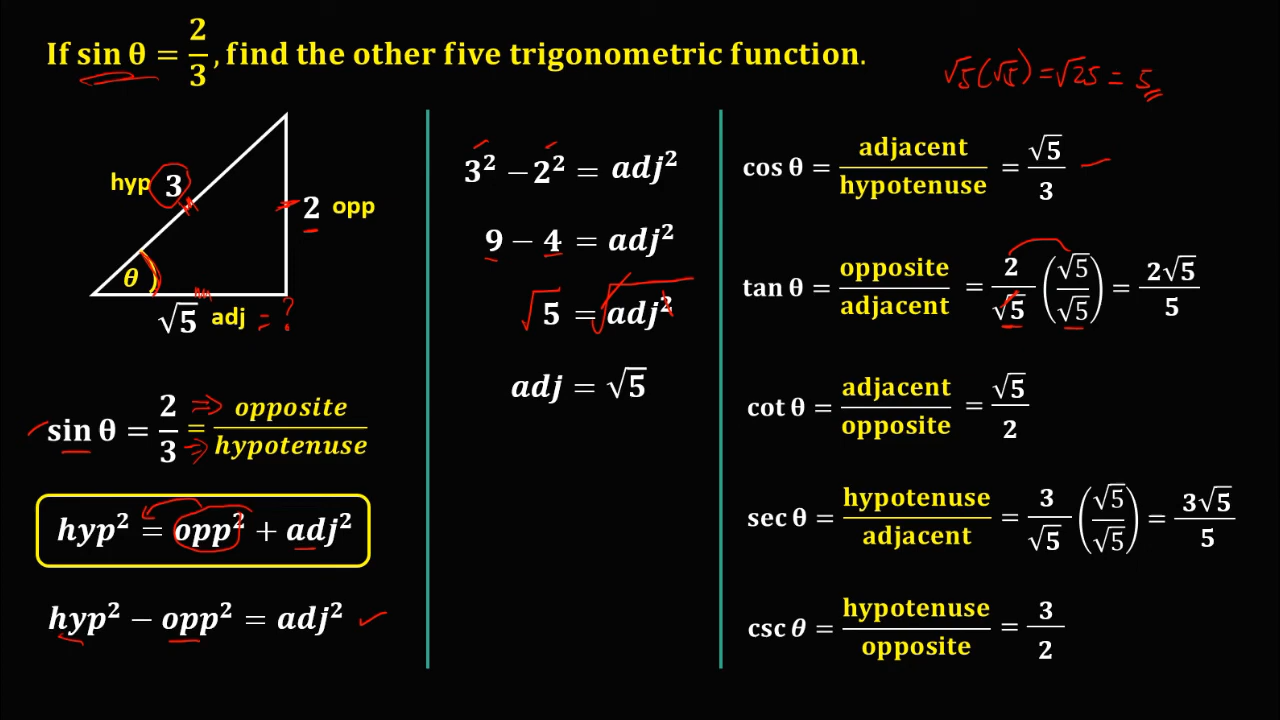 If sin θ = 2/3, find the other five trigonometric function.
√5(√5) = √25 = 5
hyp 3
2 opp
θ
√5 adj = ?
sin θ = 2/3 = opposite/hypotenuse
hyp² = opp² + adj²
hyp² − opp² = adj²
3² − 2² = adj²
9 − 4 = adj²
√5 = √adj²
adj = √5
cos θ = adjacent/hypotenuse = √5/3
tan θ = opposite/adjacent = 2/√5 (√5/√5) = 2√5/5
cot θ = adjacent/opposite = √5/2
sec θ = hypotenuse/adjacent = 3/√5 (√5/√5) = 3√5/5
csc θ = hypotenuse/opposite = 3/2